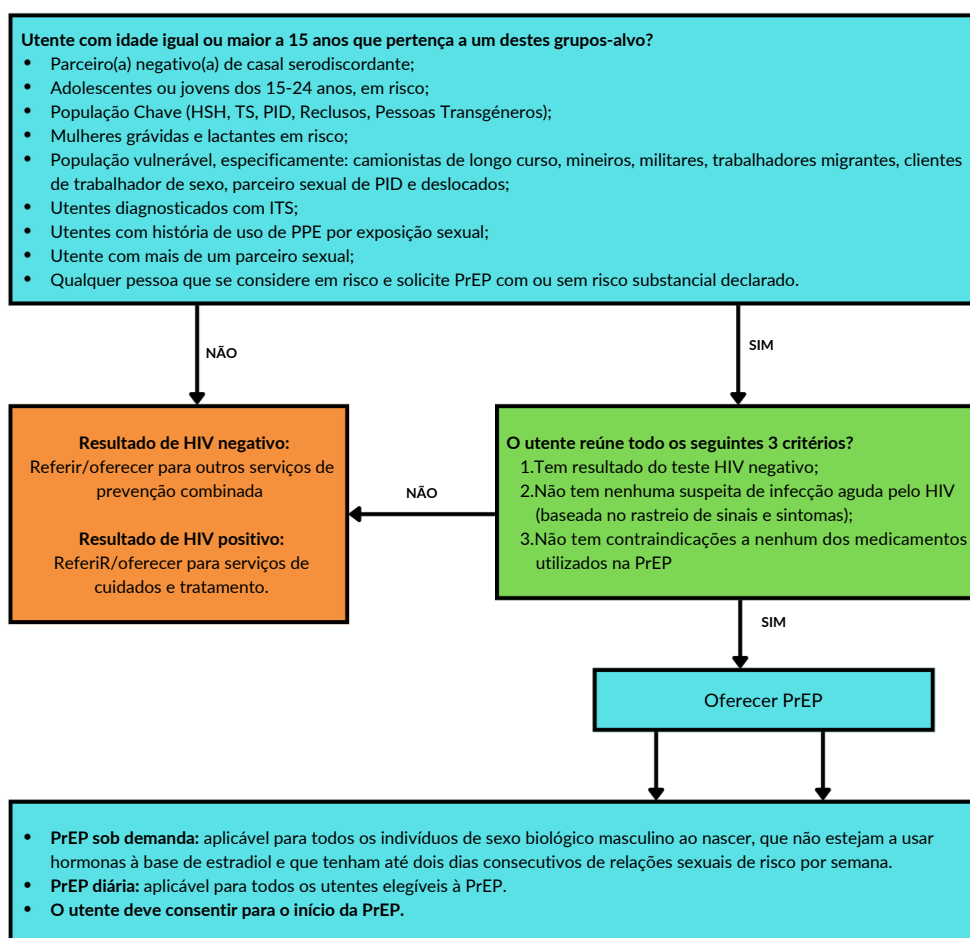 Utente com idade igual ou maior a 15 anos que pertença a um destes grupos-alvo?
• Parceiro(a) negativo(a) de casal serodiscordante;
• Adolescentes ou jovens dos 15-24 anos, em risco;
• População Chave (HSH, TS, PID, Reclusos, Pessoas Transgéneros);
• Mulheres grávidas e lactantes em risco;
• População vulnerável, especificamente: camionistas de longo curso, mineiros, militares, trabalhadores migrantes, clientes
de trabalhador de sexo, parceiro sexual de PID e deslocados;
• Utentes diagnosticados com ITS;
• Utentes com história de uso de PPE por exposição sexual;
• Utente com mais de um parceiro sexual;
• Qualquer pessoa que se considere em risco e solicite PrEP com ou sem risco substancial declarado.
NÃO
SIM
Resultado de HIV negativo:
Referir/oferecer para outros serviços de
prevenção combinada
Resultado de HIV positivo:
ReferiR/oferecer para serviços de
cuidados e tratamento.
NÃO
O utente reúne todo os seguintes 3 critérios?
1.Tem resultado do teste HIV negativo;
2.Não tem nenhuma suspeita de infecção aguda pelo HIV
(baseada no rastreio de sinais e sintomas);
3.Não tem contraindicações a nenhum dos medicamentos
utilizados na PrEP
SIM
Oferecer PrEP
• PrEP sob demanda: aplicável para todos os indivíduos de sexo biológico masculino ao nascer, que não estejam a usar
hormonas à base de estradiol e que tenham até dois dias consecutivos de relações sexuais de risco por semana.
• PrEP diária: aplicável para todos os utentes elegíveis à PrEP.
• O utente deve consentir para o início da PrEP.